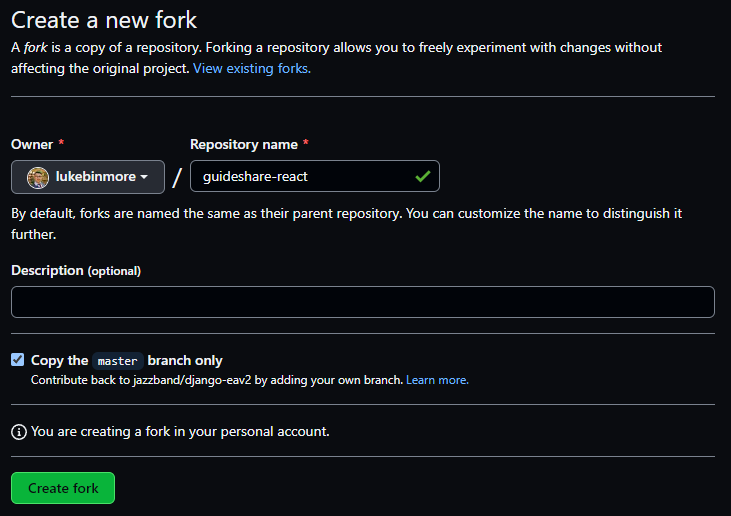 Create a new fork
A fork is a copy of a repository. Forking a repository allows you to freely experiment with changes without
affecting the original project. View existing forks.
Owner * Repository name *
lukebinmore / guideshare-react
By default, forks are named the same as their parent repository. You can customize the name to distinguish it
further.
Description (optional)
Copy the master branch only
Contribute back to jazzband/django-eav2 by adding your own branch. Learn more.
You are creating a fork in your personal account.
Create fork